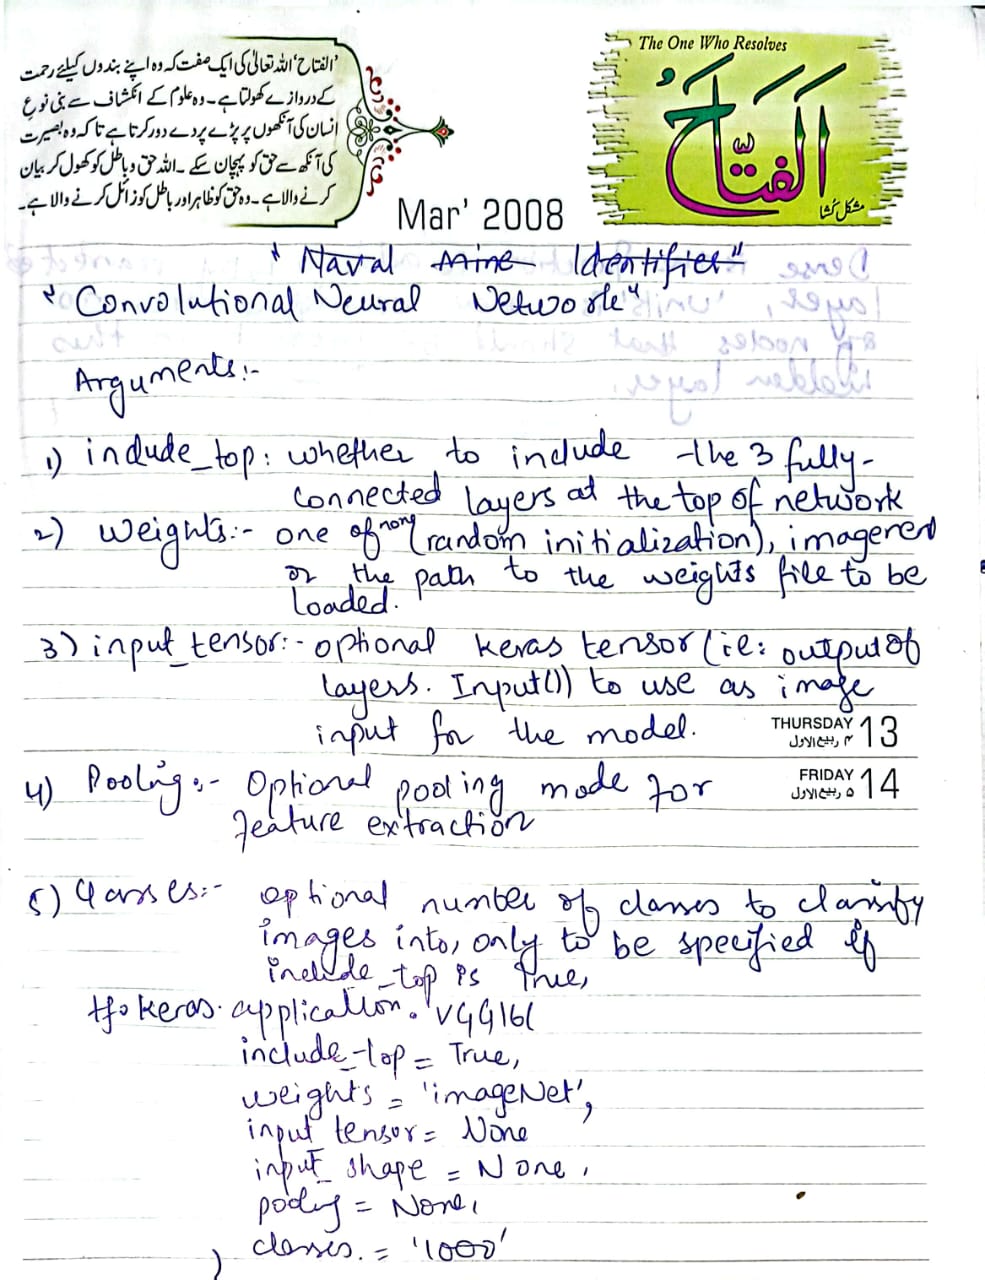 'الفتاح' اللہ تعالیٰ کی ایک صفت کہ وہ اپنے بندوں کیلئے رحمت
کے دروازے کھولتا ہے۔ وہ علوم کے انکشاف سے بنی نوع
انسان کی آنکھوں پر پڑے پردے دور کرتا ہے تاکہ وہ بصیرت
کی آنکھ سے حق کو پہچان سکے۔ اللہ حق و باطل کو کھول کر بیان
کرنے والا ہے۔ وہ حق کو ظاہر اور باطل کو زائل کرنے والا ہے۔
The One Who Resolves
اَلْفَتَّاحُ
مشکل کُشا
Mar' 2008
"Naval mine Identifier"
"Convolutional Neural Network"
Arguments:-
1) include_top: whether to include the 3 fully-
connected layers at the top of network
2) weights:- one of none (random initialization), imagenet
or the path to the weights file to be
loaded.
3) input_tensor:- optional keras tensor (ie: output of
layers. Input()) to use as image
input for the model.
THURSDAY 13
۴ ربیع الاول
FRIDAY 14
۵ ربیع الاول
4) Pooling:- Optional pooling mode for
feature extraction
5) Classes:- optional number of classes to classify
images into, only to be specified if
include_top is True,
tf. keras. application. VGG16(
include_top = True,
weights = 'imageNet',
input_tensor = None
input_shape = None,
pooling = None,
classes. = '1000'
)